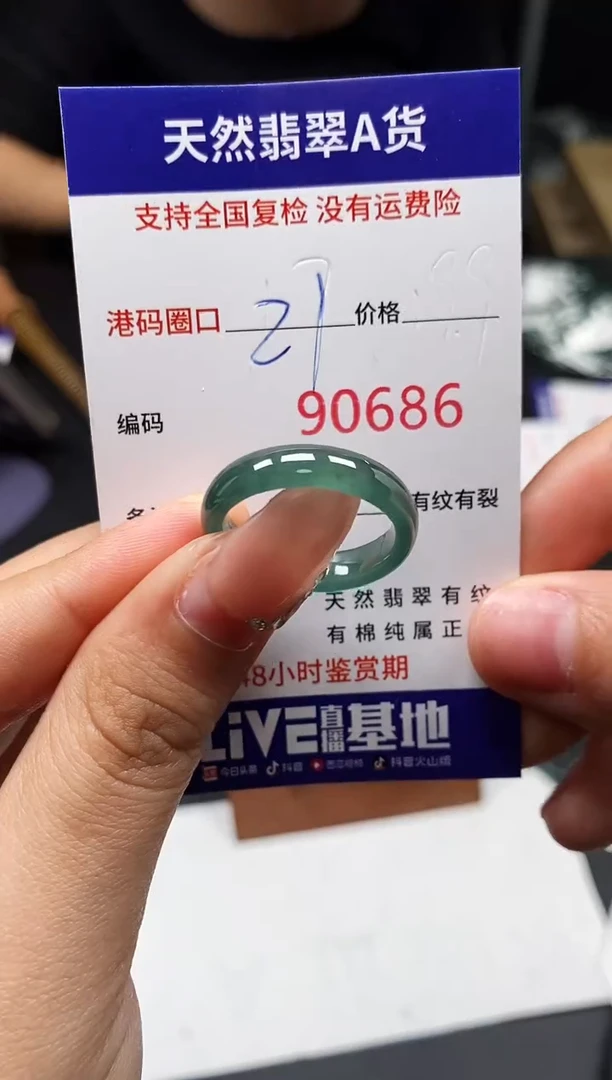 天然翡翠A货
支持全国复检 没有运费险
港码圈口 21 价格
编码 90686
有纹有裂
天然翡翠有纹
有棉纯属正
48小时鉴赏期
LiVE直播基地
今日头条 抖音 西瓜视频 抖音火山版